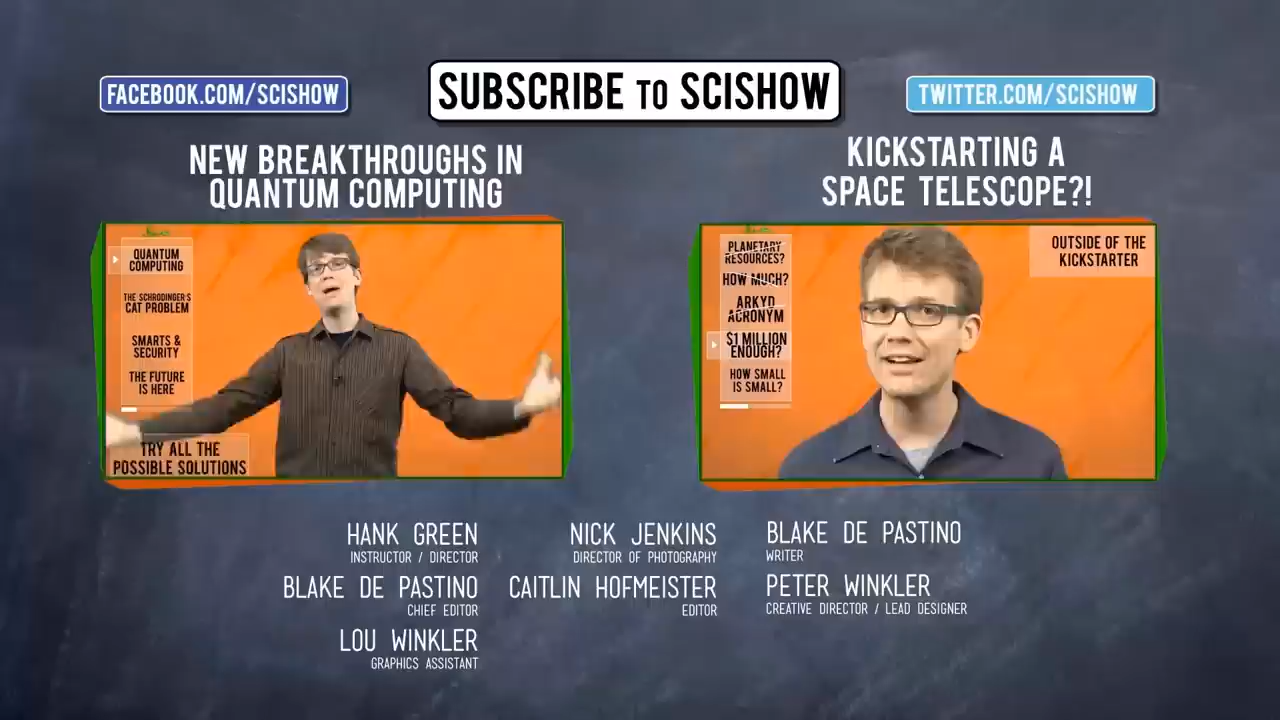 FACEBOOK.COM/SCISHOW
SUBSCRIBE TO SCISHOW
TWITTER.COM/SCISHOW
NEW BREAKTHROUGHS IN
QUANTUM COMPUTING
QUANTUM
COMPUTING
THE SCHRODINGER'S
CAT PROBLEM
SMARTS &
SECURITY
THE FUTURE
IS HERE
TRY ALL THE
POSSIBLE SOLUTIONS
KICKSTARTING A
SPACE TELESCOPE?!
PLANETARY
RESOURCES?
HOW MUCH?
ARKYD
ACRONYM
$1 MILLION
ENOUGH?
HOW SMALL
IS SMALL?
OUTSIDE OF THE
KICKSTARTER
HANK GREEN
INSTRUCTOR / DIRECTOR
BLAKE DE PASTINO
CHIEF EDITOR
LOU WINKLER
GRAPHICS ASSISTANT
NICK JENKINS
DIRECTOR OF PHOTOGRAPHY
CAITLIN HOFMEISTER
EDITOR
BLAKE DE PASTINO
WRITER
PETER WINKLER
CREATIVE DIRECTOR / LEAD DESIGNER